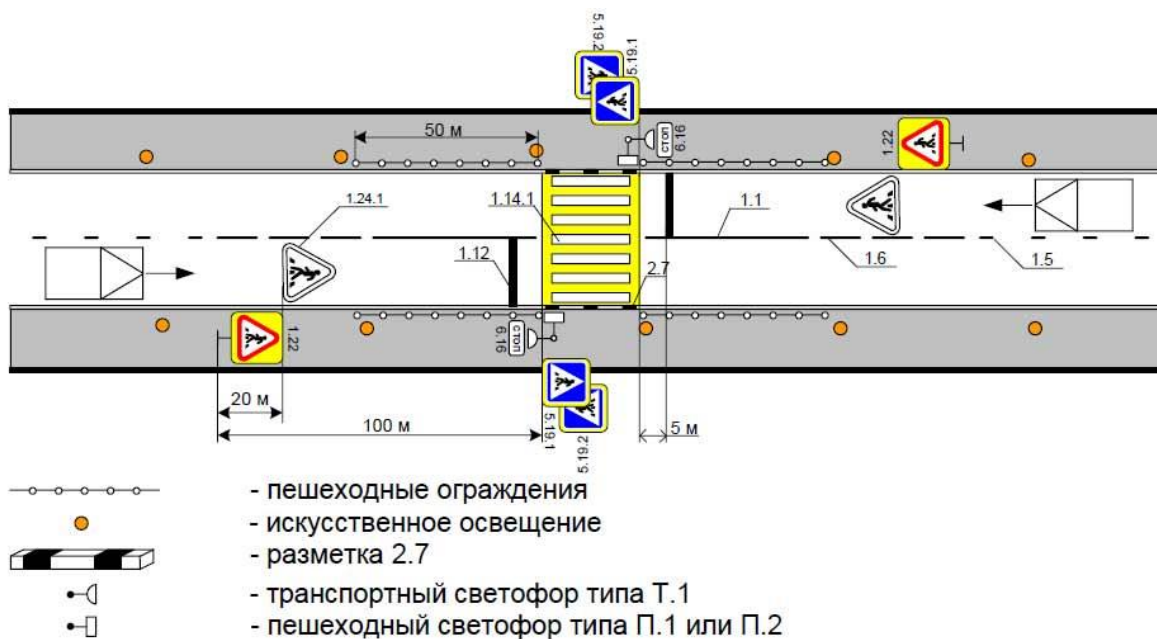 5.19.2
5.19.1
50 м
СТОП
6.16
1.22
1.24.1
1.14.1
1.1
1.12
1.6
1.5
2.7
СТОП
6.16
1.22
20 м
100 м
5.19.1
5.19.2
5 м
- пешеходные ограждения
- искусственное освещение
- разметка 2.7
- транспортный светофор типа Т.1
- пешеходный светофор типа П.1 или П.2